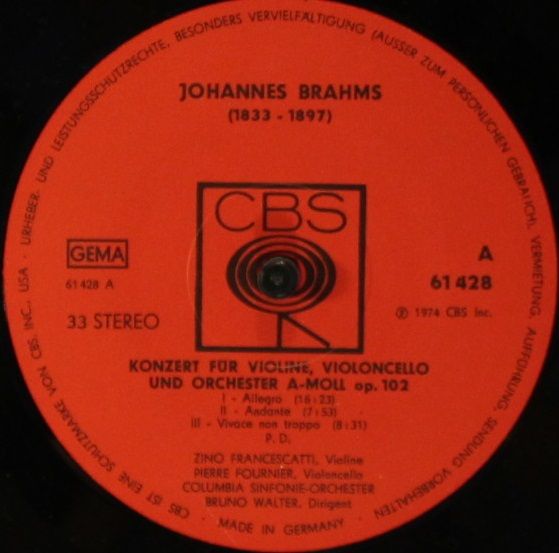 URHEBER- UND LEISTUNGSSCHUTZRECHTE, BESONDERS VERVIELFÄLTIGUNG (AUSSER ZUM PERSÖNLICHEN GEBRAUCH), VERMIETUNG, AUFFÜHRUNG, SENDUNG VORBEHALTEN
JOHANNES BRAHMS
(1833 - 1897)
CBS
GEMA
61 428 A
33 STEREO
A
61 428
℗ 1974 CBS Inc.
KONZERT FÜR VIOLINE, VIOLONCELLO
UND ORCHESTER A-MOLL op. 102
I - Allegro (16:23)
II - Andante (7:53)
III - Vivace non troppo (8:31)
P. D.
ZINO FRANCESCATTI, Violine
PIERRE FOURNIER, Violoncello
COLUMBIA SINFONIE-ORCHESTER
BRUNO WALTER, Dirigent
CBS IST EINE SCHUTZMARKE VON CBS. INC., USA ·
· MADE IN GERMANY ·